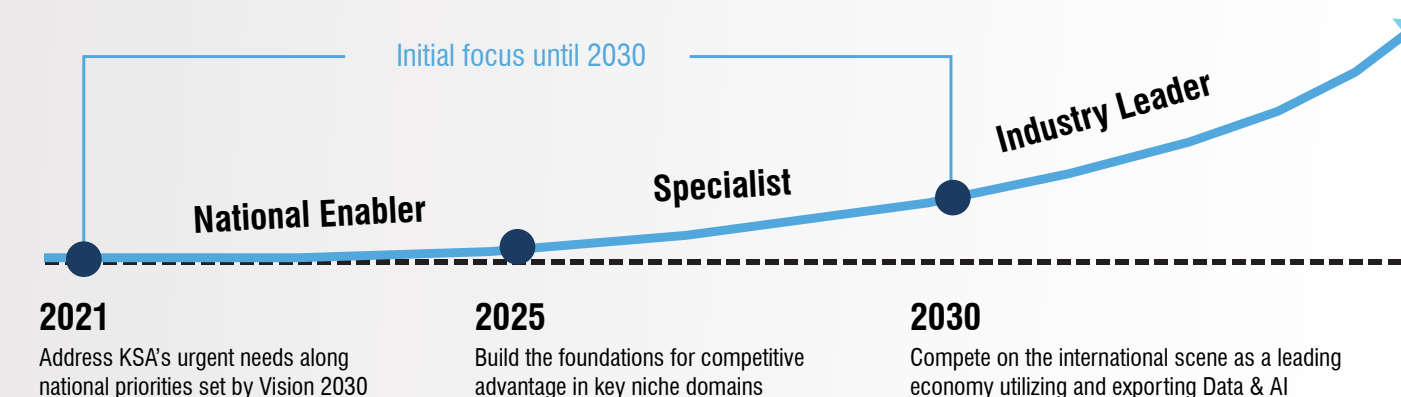 Initial focus until 2030
National Enabler
Specialist
Industry Leader
2021
Address KSA’s urgent needs along
national priorities set by Vision 2030
2025
Build the foundations for competitive
advantage in key niche domains
2030
Compete on the international scene as a leading
economy utilizing and exporting Data & AI